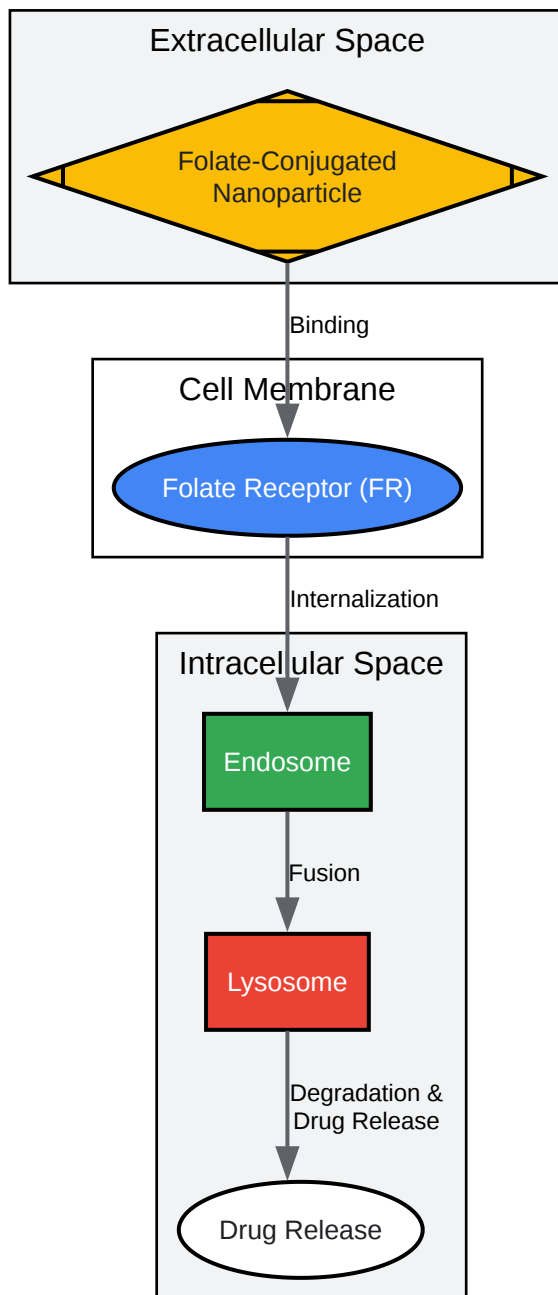 Extracellular Space
Folate-Conjugated
Nanoparticle
Binding
Cell Membrane
Folate Receptor (FR)
Internalization
Intracellular Space
Endosome
Fusion
Lysosome
Degradation &
Drug Release
Drug Release